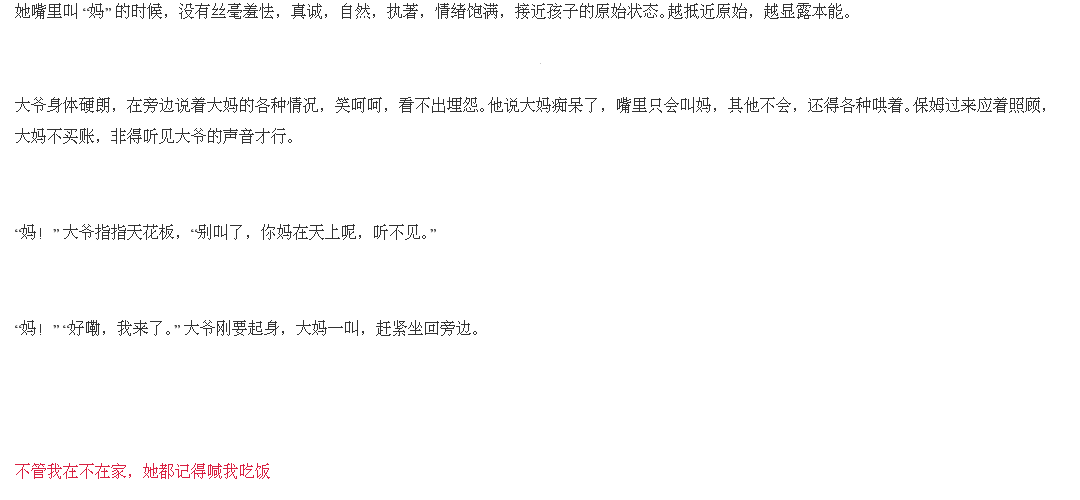 她嘴里叫 “妈” 的时候，没有丝毫羞怯，真诚，自然，执著，情绪饱满，接近孩子的原始状态。越抵近原始，越显露本能。
大爷身体硬朗，在旁边说着大妈的各种情况，笑呵呵，看不出埋怨。他说大妈痴呆了，嘴里只会叫妈，其他不会，还得各种哄着。保姆过来应着照顾，
大妈不买账，非得听见大爷的声音才行。
“妈！” 大爷指指天花板，“别叫了，你妈在天上呢，听不见。”
“妈！” “好嘞，我来了。” 大爷刚要起身，大妈一叫，赶紧坐回旁边。
不管我在不在家，她都记得喊我吃饭